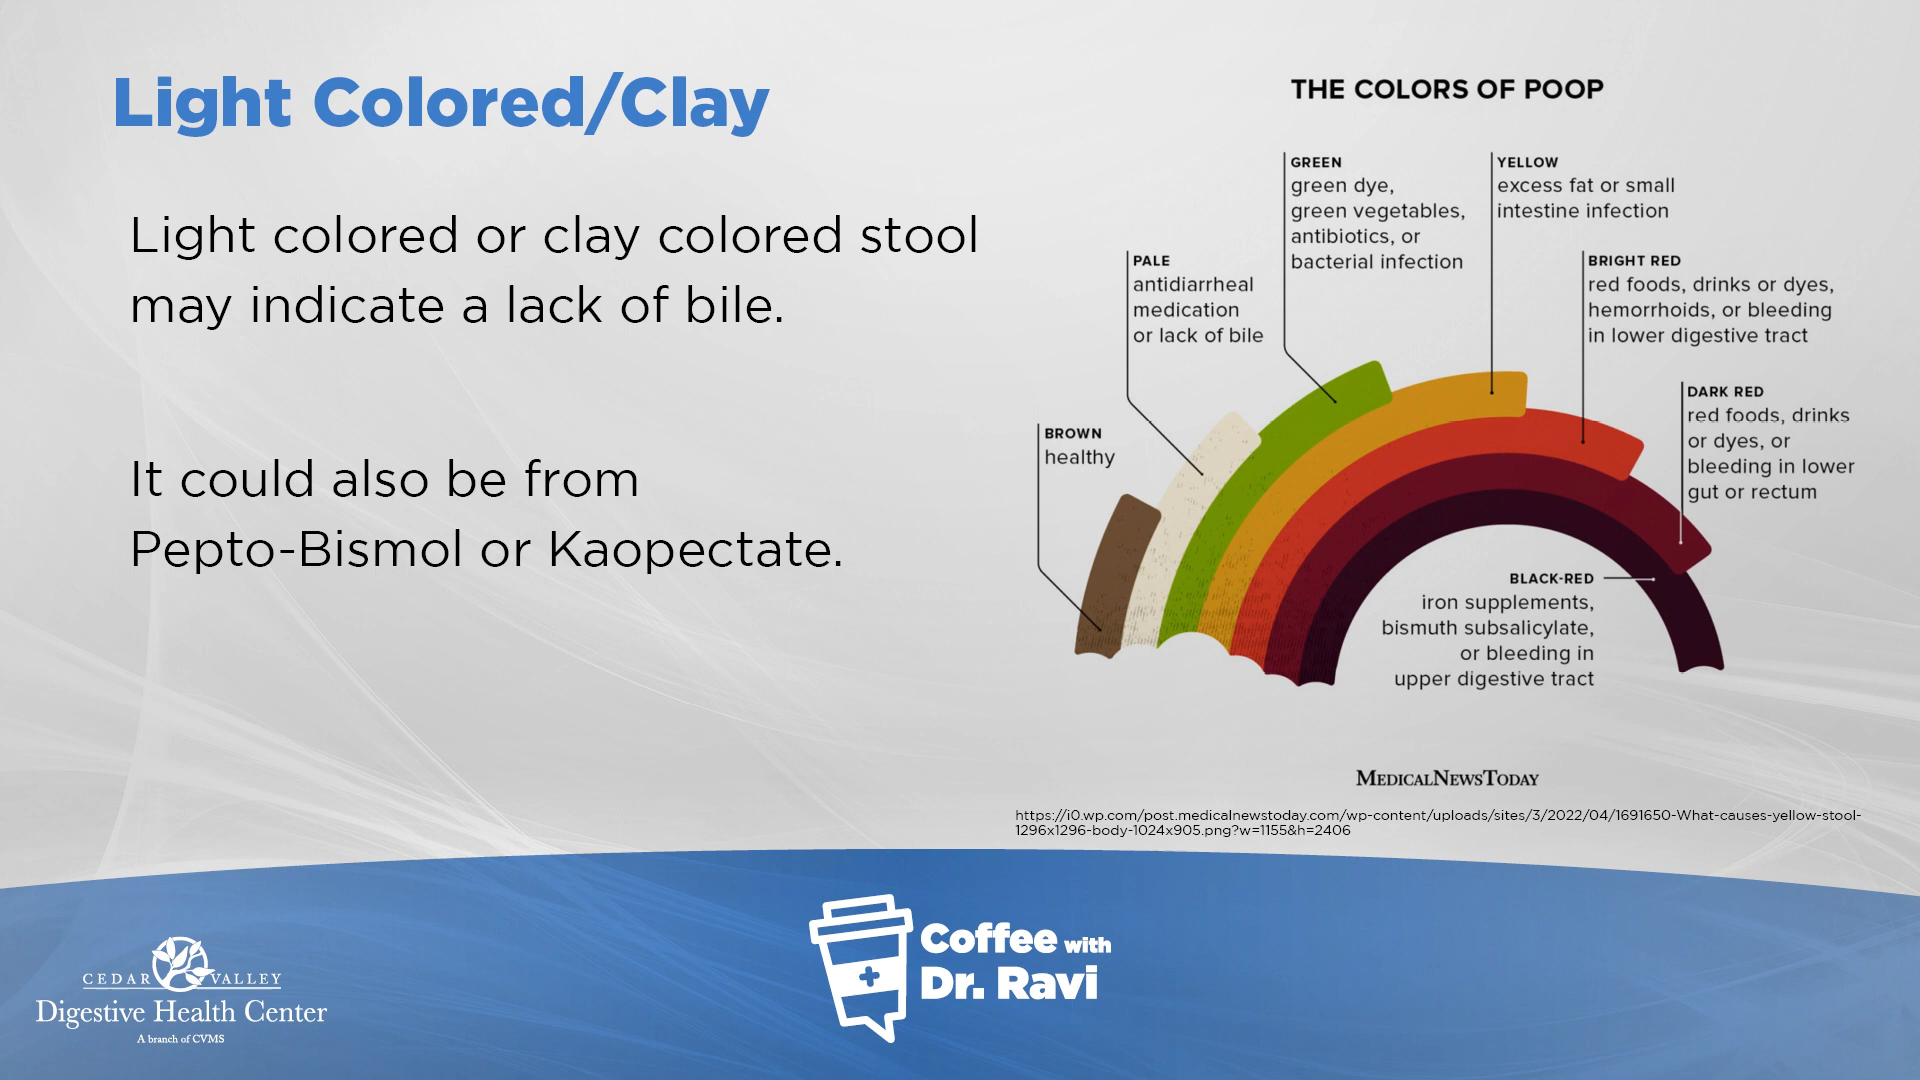 Light Colored/Clay
Light colored or clay colored stool
may indicate a lack of bile.
It could also be from
Pepto-Bismol or Kaopectate.
THE COLORS OF POOP
BROWN
healthy
PALE
antidiarrheal
medication
or lack of bile
GREEN
green dye,
green vegetables,
antibiotics, or
bacterial infection
YELLOW
excess fat or small
intestine infection
BRIGHT RED
red foods, drinks or dyes,
hemorrhoids, or bleeding
in lower digestive tract
DARK RED
red foods, drinks
or dyes, or
bleeding in lower
gut or rectum
BLACK-RED
iron supplements,
bismuth subsalicylate,
or bleeding in
upper digestive tract
MEDICALNEWSTODAY
https://i0.wp.com/post.medicalnewstoday.com/wp-content/uploads/sites/3/2022/04/1691650-What-causes-yellow-stool-
1296x1296-body-1024x905.png?w=1155&h=2406
CEDAR VALLEY
Digestive Health Center
A branch of CVMS
Coffee with
Dr. Ravi